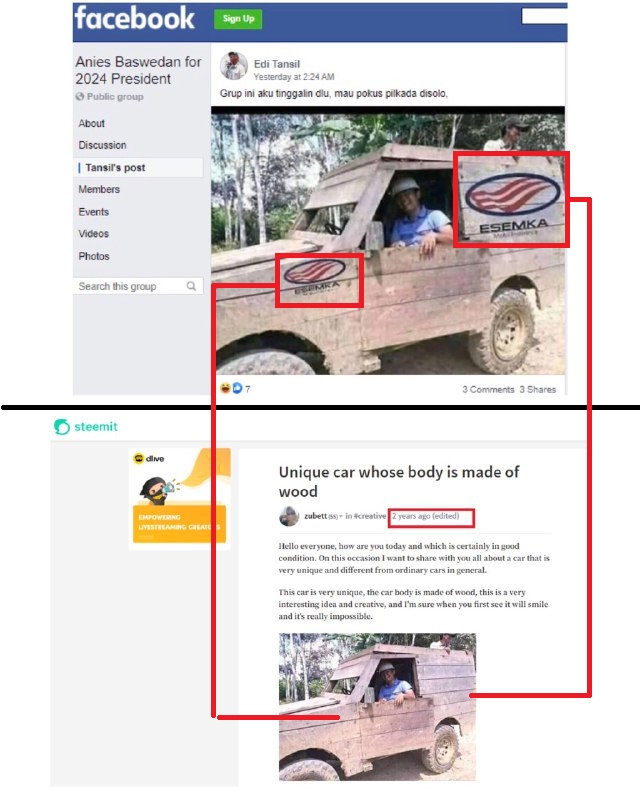 facebook
Sign Up
Anies Baswedan for
2024 President
Public group
About
Discussion
Tansil's post
Members
Events
Videos
Photos
Search this group
Edi Tansil
Yesterday at 2:24 AM
Grup ini aku tinggalin dlu, mau pokus pilkada disolo,
ESEMKA
ESEMKA
7
3 Comments 3 Shares
steemit
dlive
EMPOWERING
LIVESTREAMING CREATORS
Unique car whose body is made of
wood
zubett (55) in #creative 2 years ago (edited)
Hello everyone, how are you today and which is certainly in good
condition. On this occasion I want to share with you all about a car that is
very unique and different from ordinary cars in general.
This car is very unique, the car body is made of wood, this is a very
interesting idea and creative, and I'm sure when you first see it will smile
and it's really impossible.